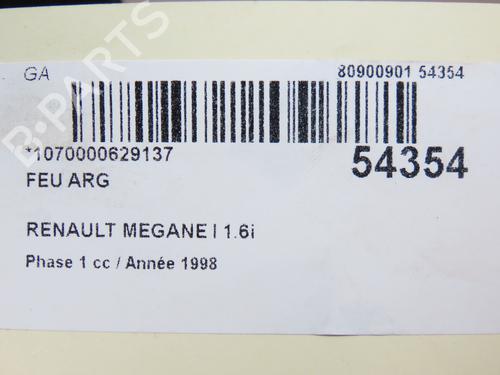 GA
80900901 54354
*1070000629137
54354
FEU ARG
RENAULT MEGANE I 1.6i
Phase 1 cc / Année 1998
B-PARTS